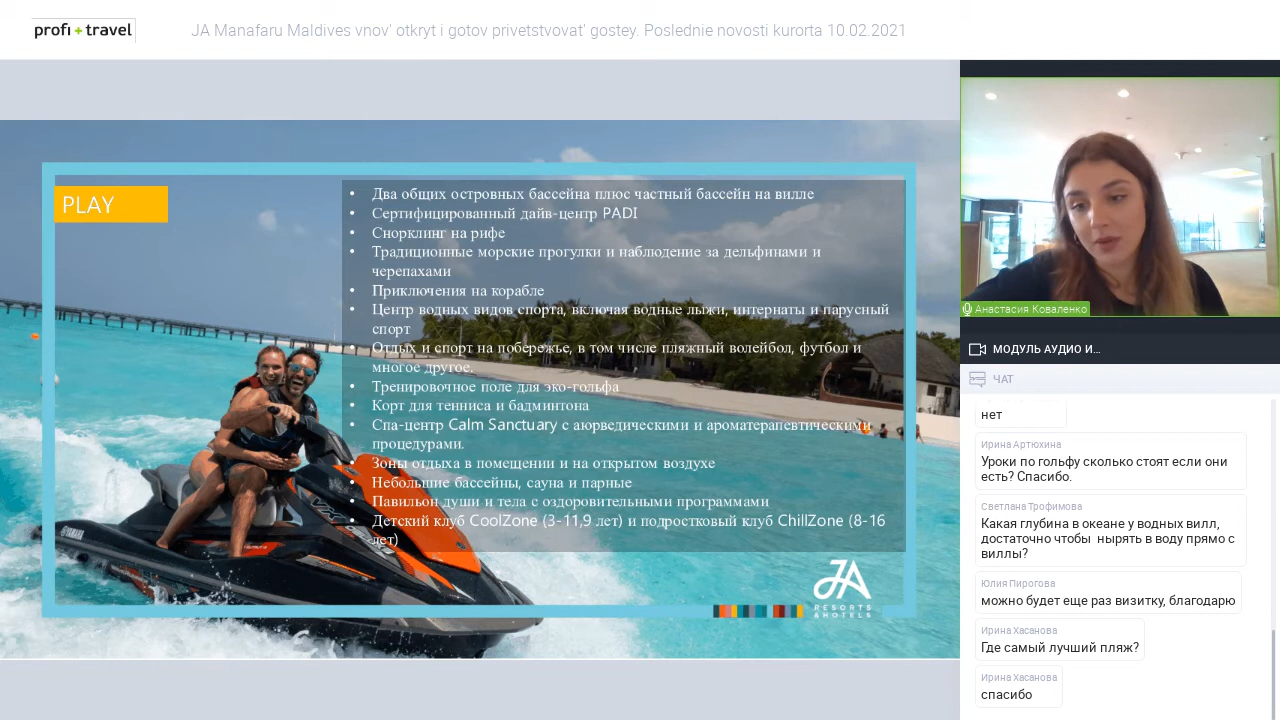 profi + travel
JA Manafaru Maldives vnov' otkryt i gotov privetstvovat' gostey. Poslednie novosti kurorta 10.02.2021
PLAY
• Два общих островных бассейна плюс частный бассейн на вилле
• Сертифицированный дайв-центр PADI
• Снорклинг на рифе
• Традиционные морские прогулки и наблюдение за дельфинами и
черепахами
• Приключения на корабле
• Центр водных видов спорта, включая водные лыжи, интернаты и парусный
спорт
• Отдых и спорт на побережье, в том числе пляжный волейбол, футбол и
многое другое.
• Тренировочное поле для эко-гольфа
• Корт для тенниса и бадминтона
• Спа-центр Calm Sanctuary с аюрведическими и ароматерапевтическими
процедурами.
• Зоны отдыха в помещении и на открытом воздухе
• Небольшие бассейны, сауна и парные
• Павильон души и тела с оздоровительными программами
• Детский клуб CoolZone (3-11,9 лет) и подростковый клуб ChillZone (8-16
лет)
JA
RESORTS
&HOTELS
Анастасия Коваленко
МОДУЛЬ АУДИО И...
ЧАТ
нет
Ирина Артюхина
Уроки по гольфу сколько стоят если они
есть? Спасибо.
Светлана Трофимова
Какая глубина в океане у водных вилл,
достаточно чтобы нырять в воду прямо с
виллы?
Юлия Пирогова
можно будет еще раз визитку, благодарю
Ирина Хасанова
Где самый лучший пляж?
Ирина Хасанова
спасибо